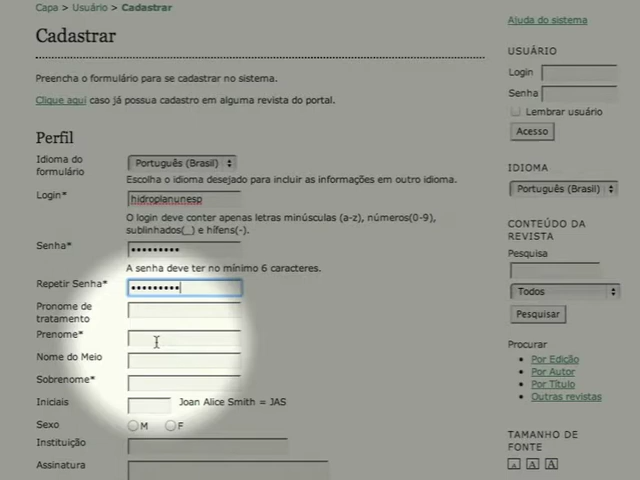 Capa > Usuário > Cadastrar
Cadastrar
Preencha o formulário para se cadastrar no sistema.
Clique aqui caso já possua cadastro em alguma revista do portal.
Perfil
Idioma do formulário
Português (Brasil)
Escolha o idioma desejado para incluir as informações em outro idioma.
Login*
hidroplanunesp
O login deve conter apenas letras minúsculas (a-z), números(0-9),
sublinhados(_) e hífens(-).
Senha*
•••••••••
A senha deve ter no mínimo 6 caracteres.
Repetir Senha*
•••••••••
Pronome de
tratamento
Prenome*
Nome do Meio
Sobrenome*
Iniciais
Joan Alice Smith = JAS
Sexo
M
F
Instituição
Assinatura
Ajuda do sistema
USUÁRIO
Login
Senha
Lembrar usuário
Acesso
IDIOMA
Português (Brasil)
CONTEÚDO DA
REVISTA
Pesquisa
Todos
Pesquisar
Procurar
• Por Edição
• Por Autor
• Por Título
• Outras revistas
TAMANHO DE
FONTE
A A A